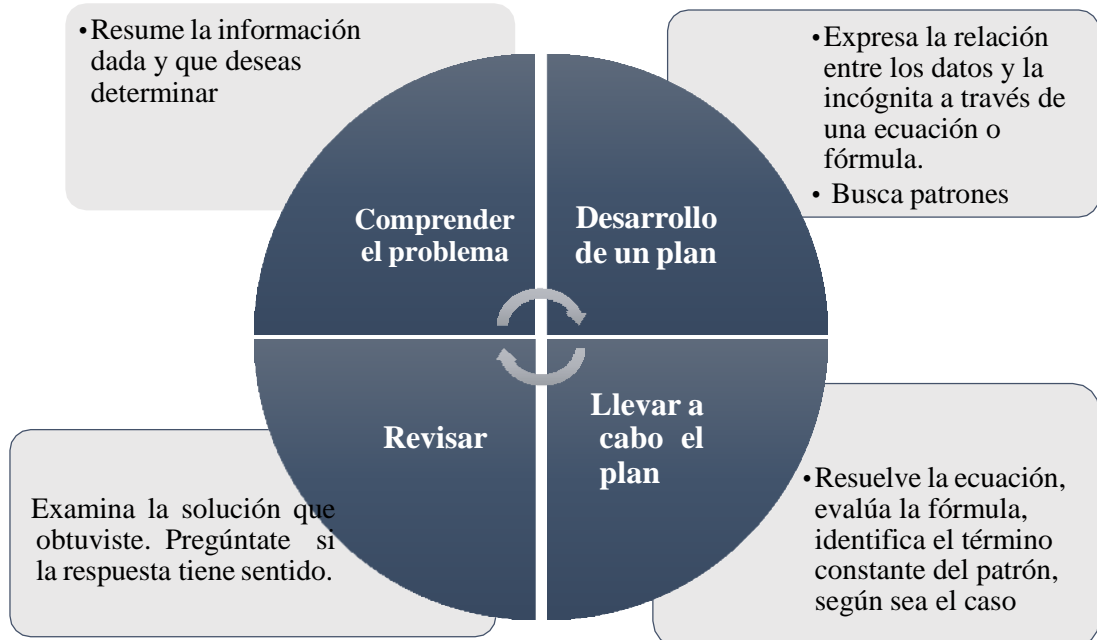 •Resume la información
dada y que deseas
determinar
•Expresa la relación
entre los datos y la
incógnita a través de
una ecuación o
fórmula.
• Busca patrones
Comprender
el problema
Desarrollo
de un plan
Revisar
Llevar a
cabo el
plan
Examina la solución que
obtuviste. Pregúntate si
la respuesta tiene sentido.
•Resuelve la ecuación,
evalúa la fórmula,
identifica el término
constante del patrón,
según sea el caso